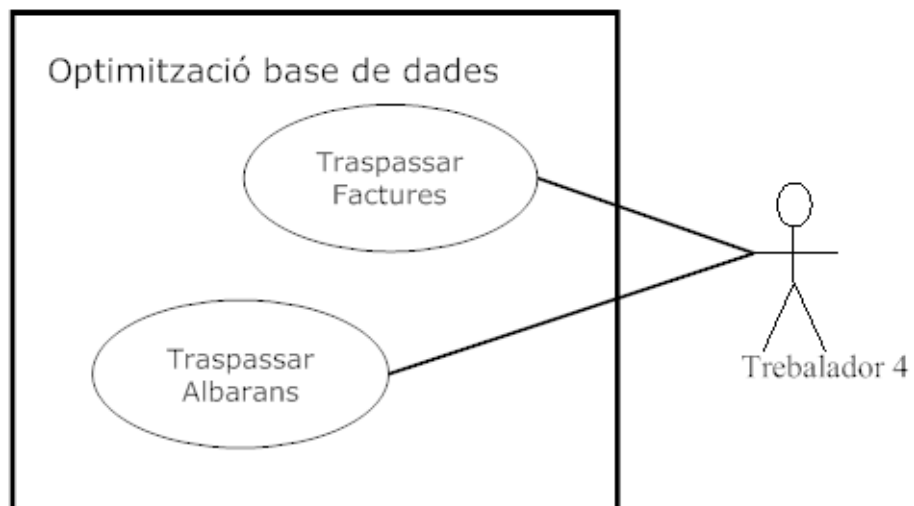 Optimització base de dades
Traspassar
Factures
Traspassar
Albarans
Trebalador 4